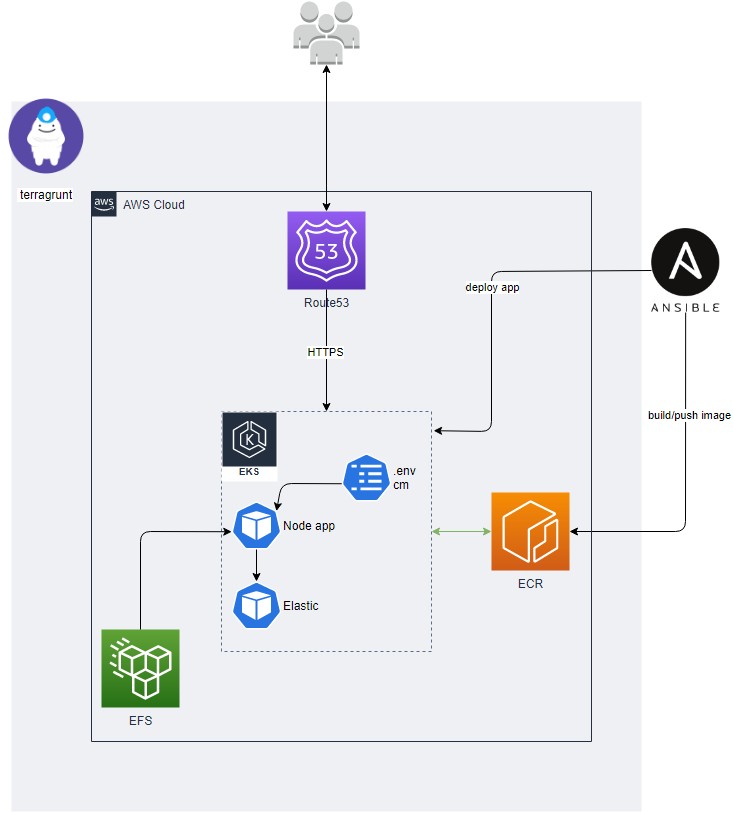 terragrunt
aws
AWS Cloud
53
Route53
deploy app
ANSIBLE
HTTPS
build/push image
K
EKS
.env
cm
Node app
ECR
Elastic
EFS